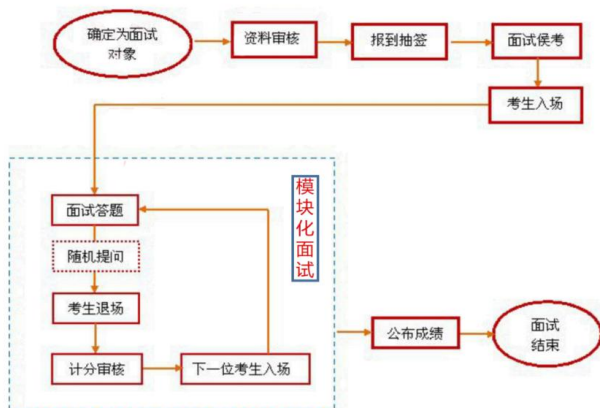 确定为面试
对象
资料审核
报到抽签
面试侯考
考生入场
模块化面试
面试答题
随机提问
考生退场
计分审核
下一位考生入场
公布成绩
面试
结束